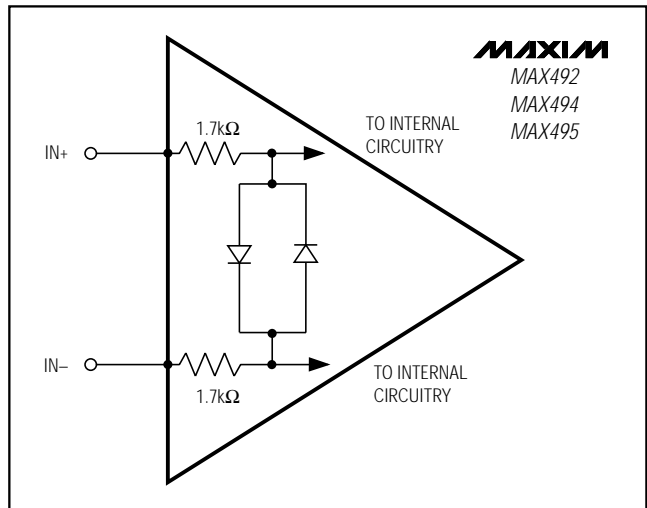 MAXIM
MAX492
MAX494
MAX495
1.7kΩ
TO INTERNAL
CIRCUITRY
IN+
IN–
1.7kΩ
TO INTERNAL
CIRCUITRY